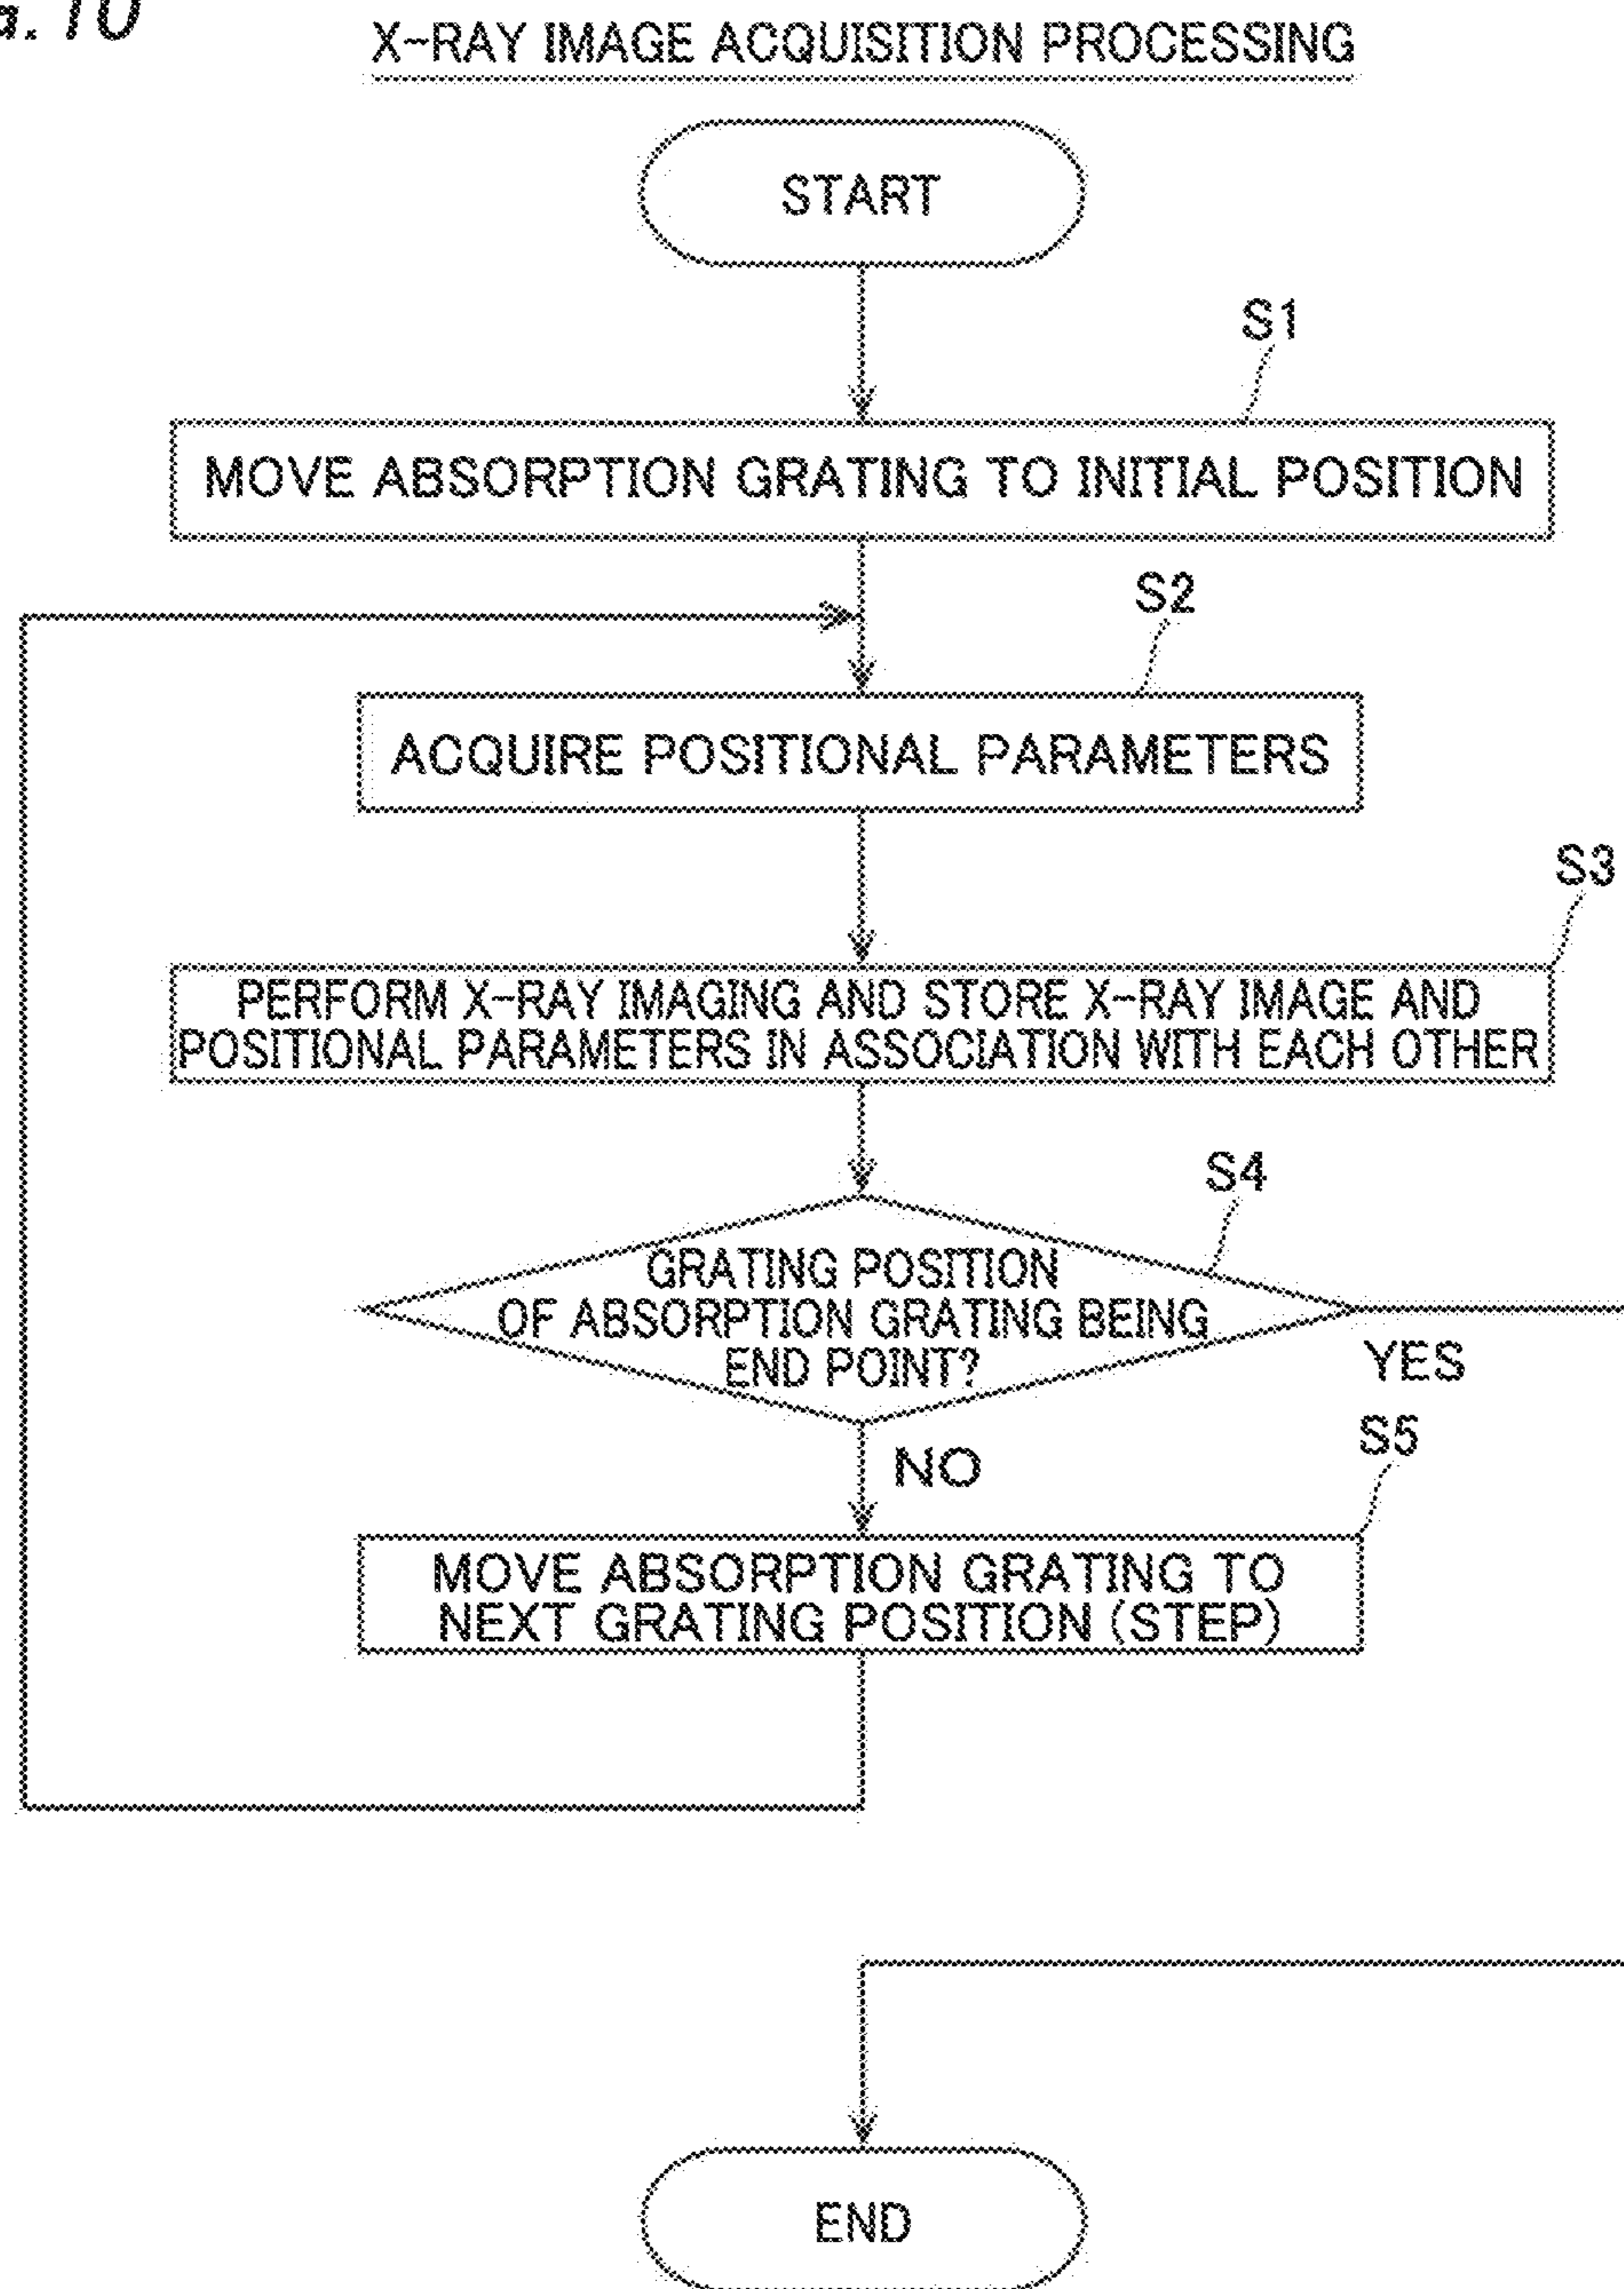 10
X-RAY IMAGE ACQUISITION PROCESSING
START
S1
MOVE ABSORPTION GRATING TO INITIAL POSITION
S2
ACQUIRE POSITIONAL PARAMETERS
S3
PERFORM X-RAY IMAGING AND STORE X-RAY IMAGE AND
POSITIONAL PARAMETERS IN ASSOCIATION WITH EACH OTHER
S4
GRATING POSITION
OF ABSORPTION GRATING BEING
END POINT?
YES
NO
S5
MOVE ABSORPTION GRATING TO
NEXT GRATING POSITION (STEP)
END